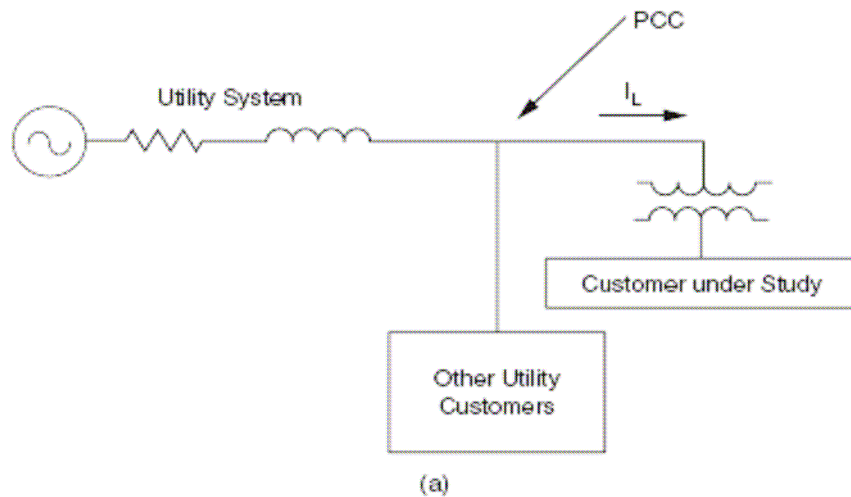 PCC
Utility System
I_L
Customer under Study
Other Utility
Customers
(a)